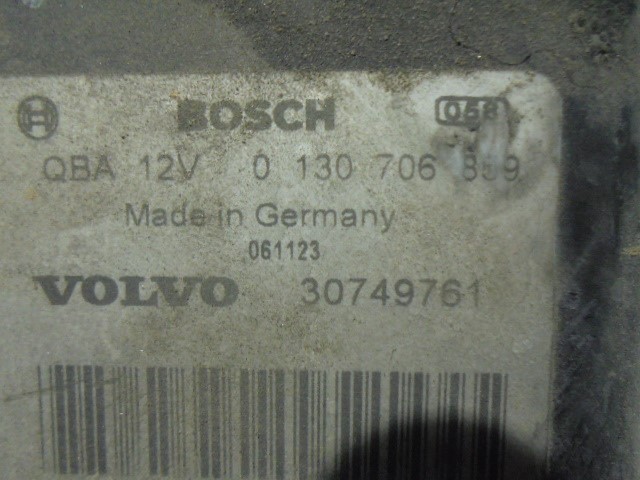 BOSCH
QBA 12V 0 130 706
Made in Germany
061123
VOLVO 30749761